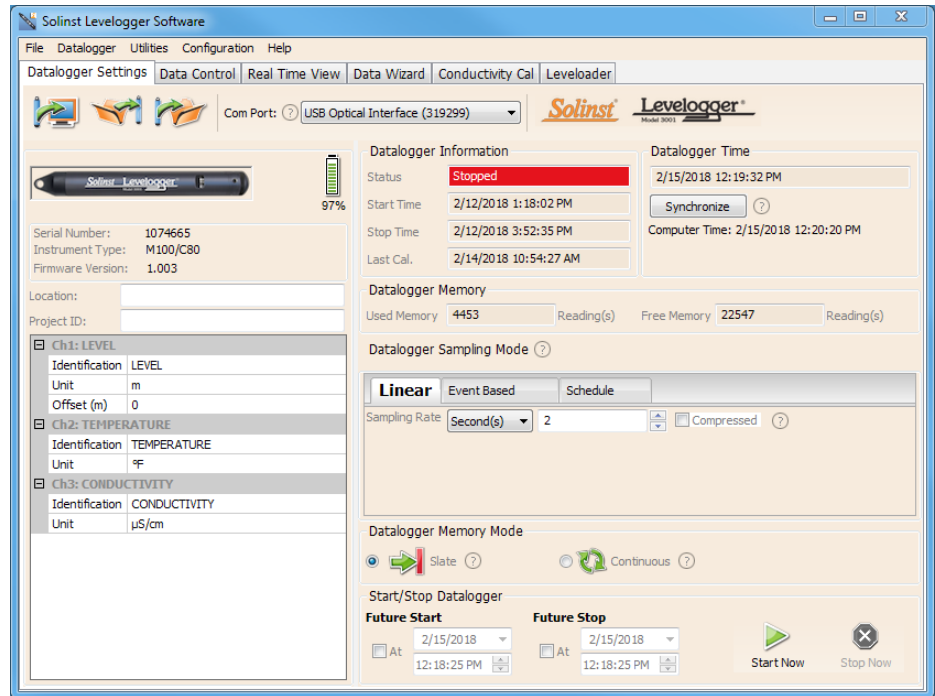 Solinst Levelogger Software
File Datalogger Utilities Configuration Help
Datalogger Settings Data Control Real Time View Data Wizard Conductivity Cal Leveloader
Com Port: ? USB Optical Interface (319299) Solinst Levelogger
Model 3001
Solinst Levelogger
97%
Serial Number: 1074665
Instrument Type: M100/C80
Firmware Version: 1.003
Location:
Project ID:
Ch1: LEVEL
Identification LEVEL
Unit m
Offset (m) 0
Ch2: TEMPERATURE
Identification TEMPERATURE
Unit °F
Ch3: CONDUCTIVITY
Identification CONDUCTIVITY
Unit µS/cm
Datalogger Information
Status Stopped
Start Time 2/12/2018 1:18:02 PM
Stop Time 2/12/2018 3:52:35 PM
Last Cal. 2/14/2018 10:54:27 AM
Datalogger Time
2/15/2018 12:19:32 PM
Synchronize ?
Computer Time: 2/15/2018 12:20:20 PM
Datalogger Memory
Used Memory 4453 Reading(s) Free Memory 22547 Reading(s)
Datalogger Sampling Mode ?
Linear Event Based Schedule
Sampling Rate Second(s) 2 Compressed ?
Datalogger Memory Mode
Slate ? Continuous ?
Start/Stop Datalogger
Future Start Future Stop
At 2/15/2018 At 2/15/2018
12:18:25 PM 12:18:25 PM
Start Now Stop Now